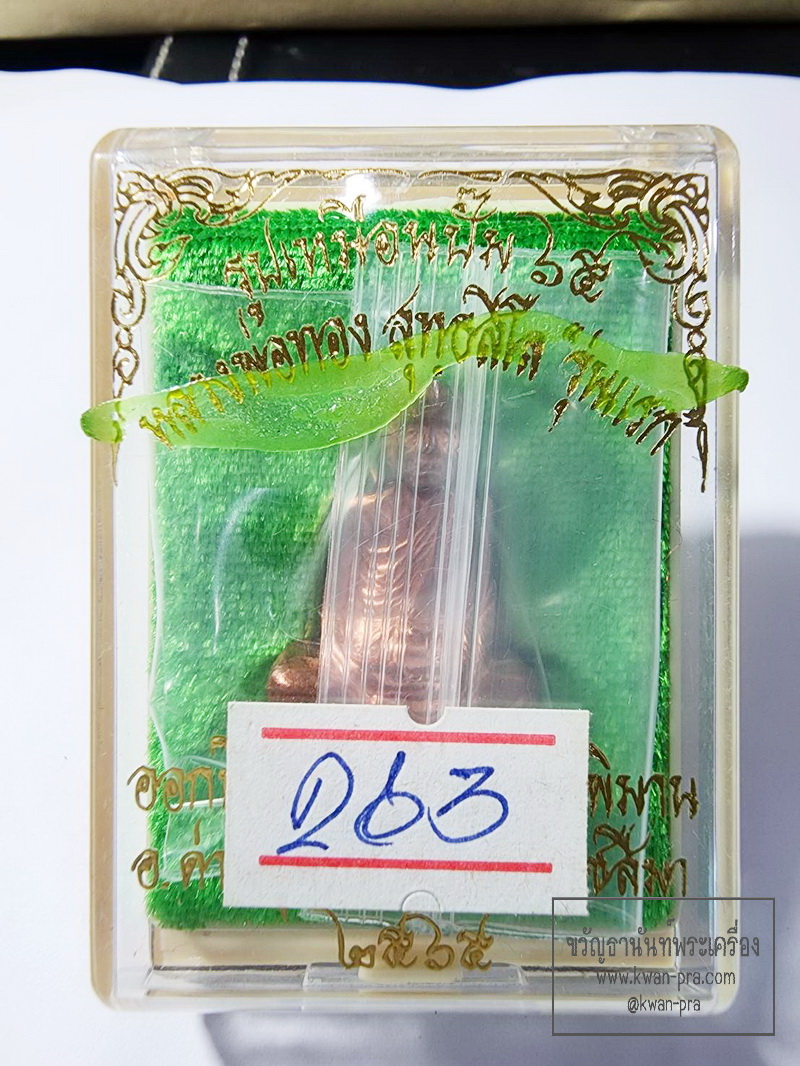 รูปเหมือนปั๊ม ๖๕
หลวงพ่อทอง สุทธสีโล รุ่นแรก
263
พิมาน
อ.ด่า
สีมา
๒๕๖๕
ขวัญธานันท์พระเครื่อง
www.kwan-pra.com
@kwan-pra